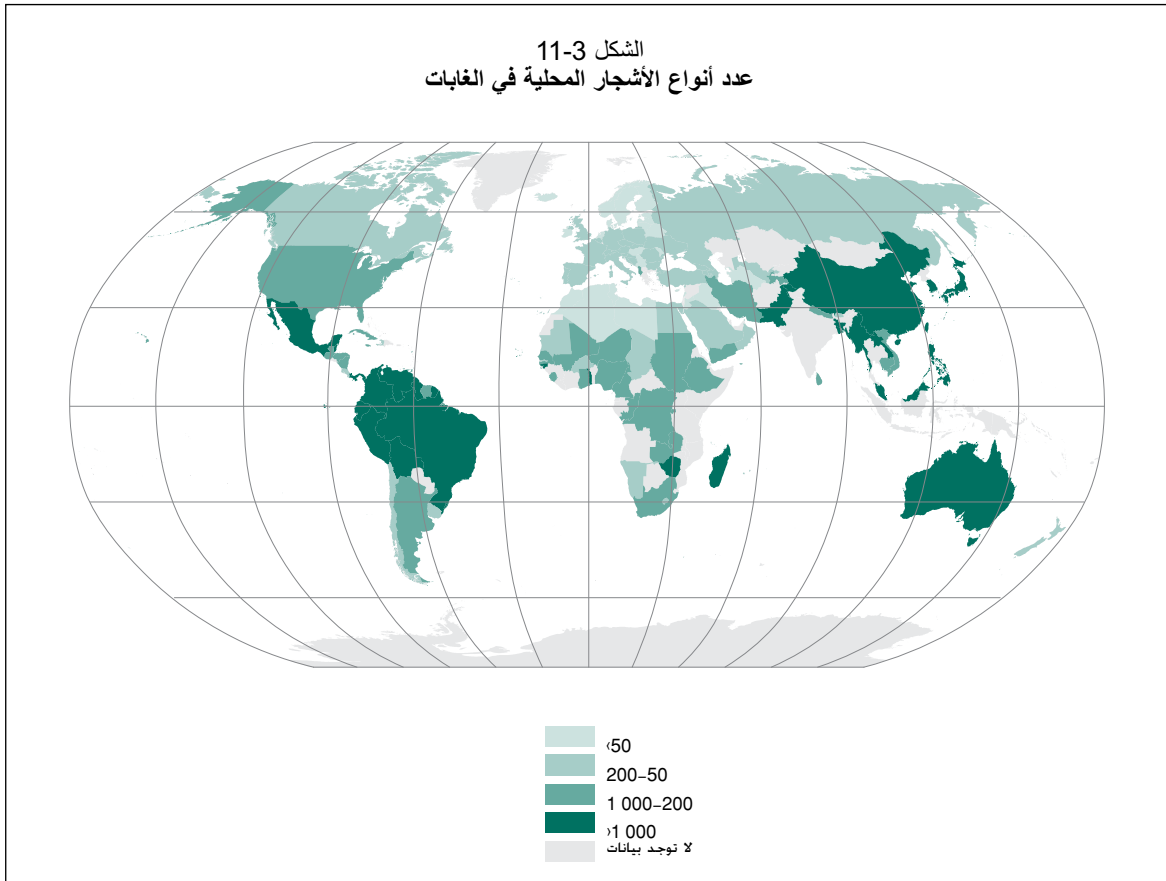 الشكل 3-11
عدد أنواع الأشجار المحلية في الغابات
‹50
200–50
1 000–200
›1 000
لا توجد بيانات